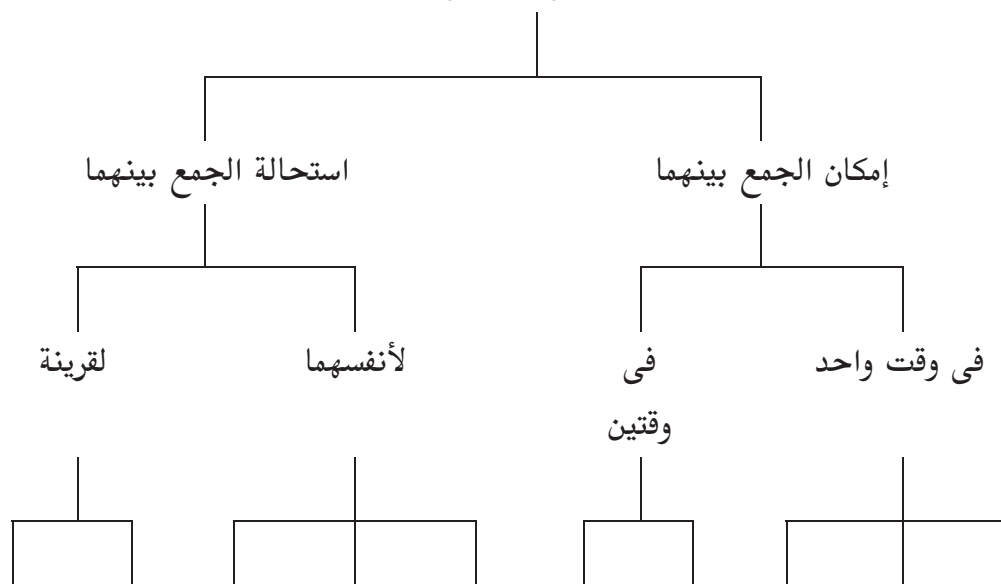 إمكان الجمع بينهما
استحالة الجمع بينهما
فى وقت واحد
فى
وقتين
لأنفسهما
لقرينة